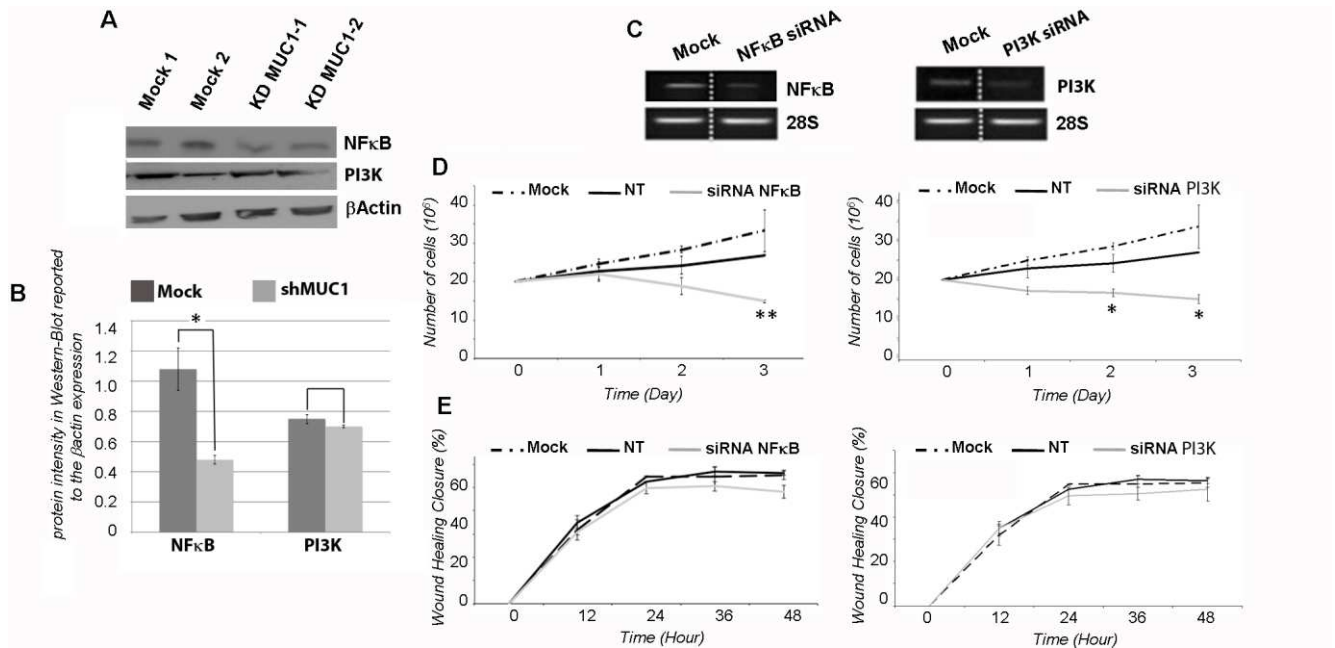 A
Mock 1
Mock 2
KD MUC1-1
KD MUC1-2
NFκB
PI3K
βActin
B
Mock
shMUC1
protein intensity in Western-Blot reported
to the βactin expression
1.4
1.2
1.0
0.8
0.6
0.4
0.2
0
*
NFκB
PI3K
C
Mock
NFκB siRNA
NFκB
28S
Mock
PI3K siRNA
PI3K
28S
D
Mock
NT
siRNA NFκB
Number of cells (10⁶)
40
30
20
10
0
**
0
1
2
3
Time (Day)
Mock
NT
siRNA PI3K
Number of cells (10⁶)
40
30
20
10
0
*
*
0
1
2
3
Time (Day)
E
Mock
NT
siRNA NFκB
Wound Healing Closure (%)
60
40
20
0
0
12
24
36
48
Time (Hour)
Mock
NT
siRNA PI3K
Wound Healing Closure (%)
60
40
20
0
0
12
24
36
48
Time (Hour)